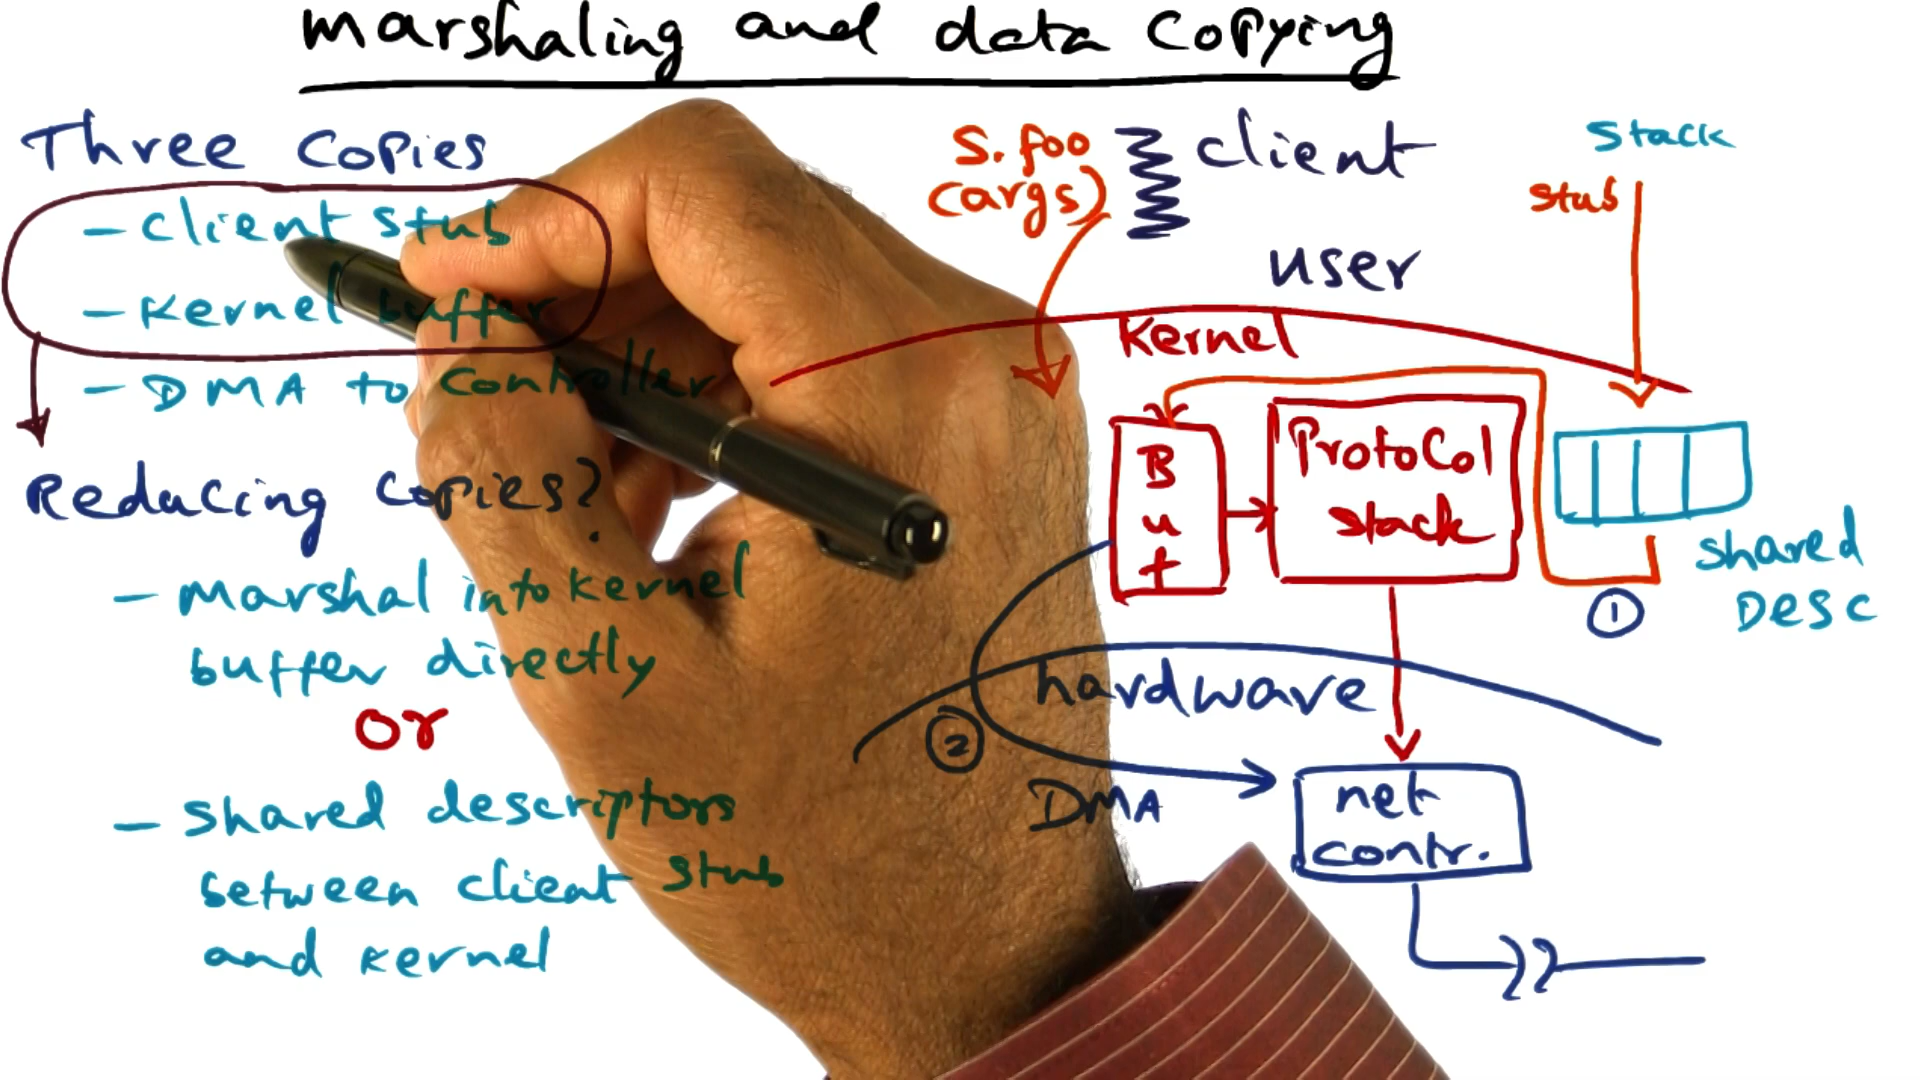 marshaling and data copying
Three copies
- client stub
- Kernel buffer
- DMA to controller
Reducing copies?
- marshal into kernel
buffer directly
or
- shared descriptors
between client stub
and kernel
S.foo
(args)
client
user
Kernel
Stack
stub
Buf
Protocol
stack
shared
Desc
1
hardware
2
DMA
net
contr.